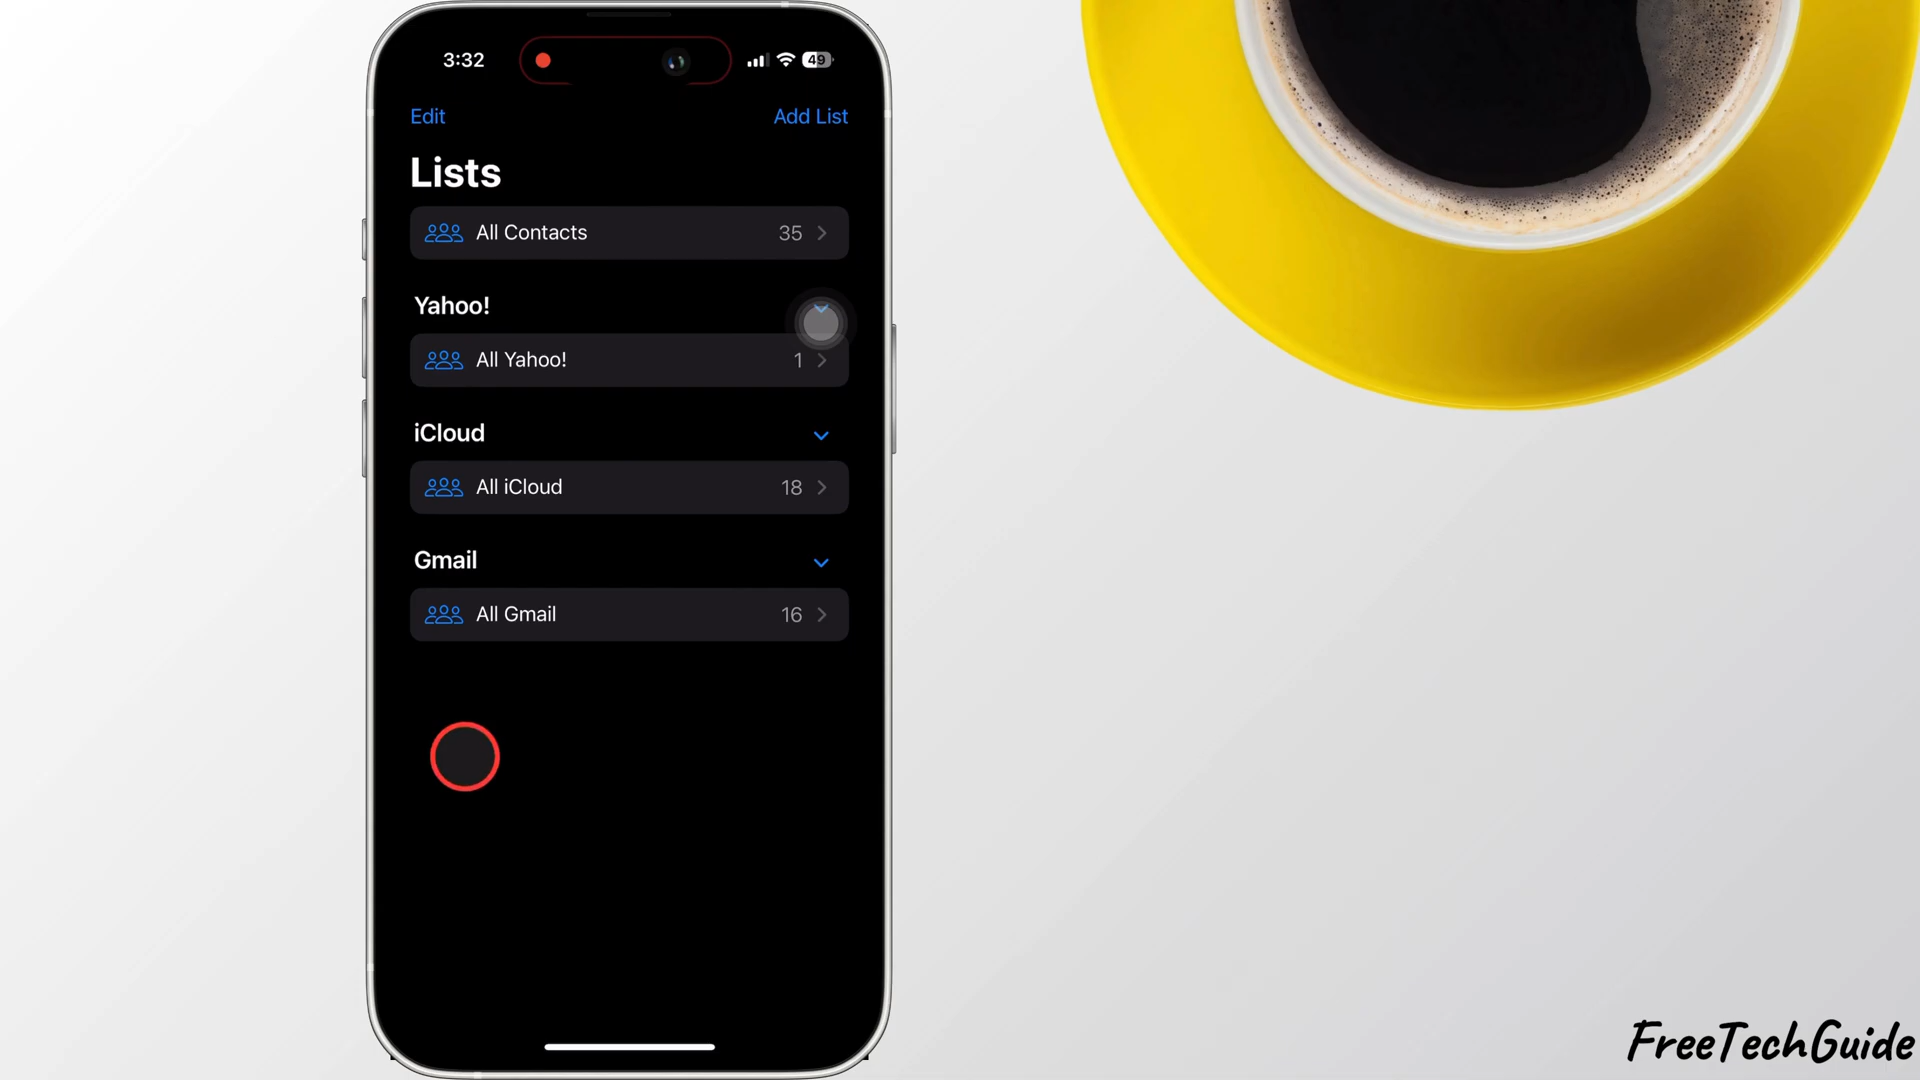 3:32
49
Edit
Add List
Lists
All Contacts 35
Yahoo!
All Yahoo! 1
iCloud
All iCloud 18
Gmail
All Gmail 16
FreeTechGuide